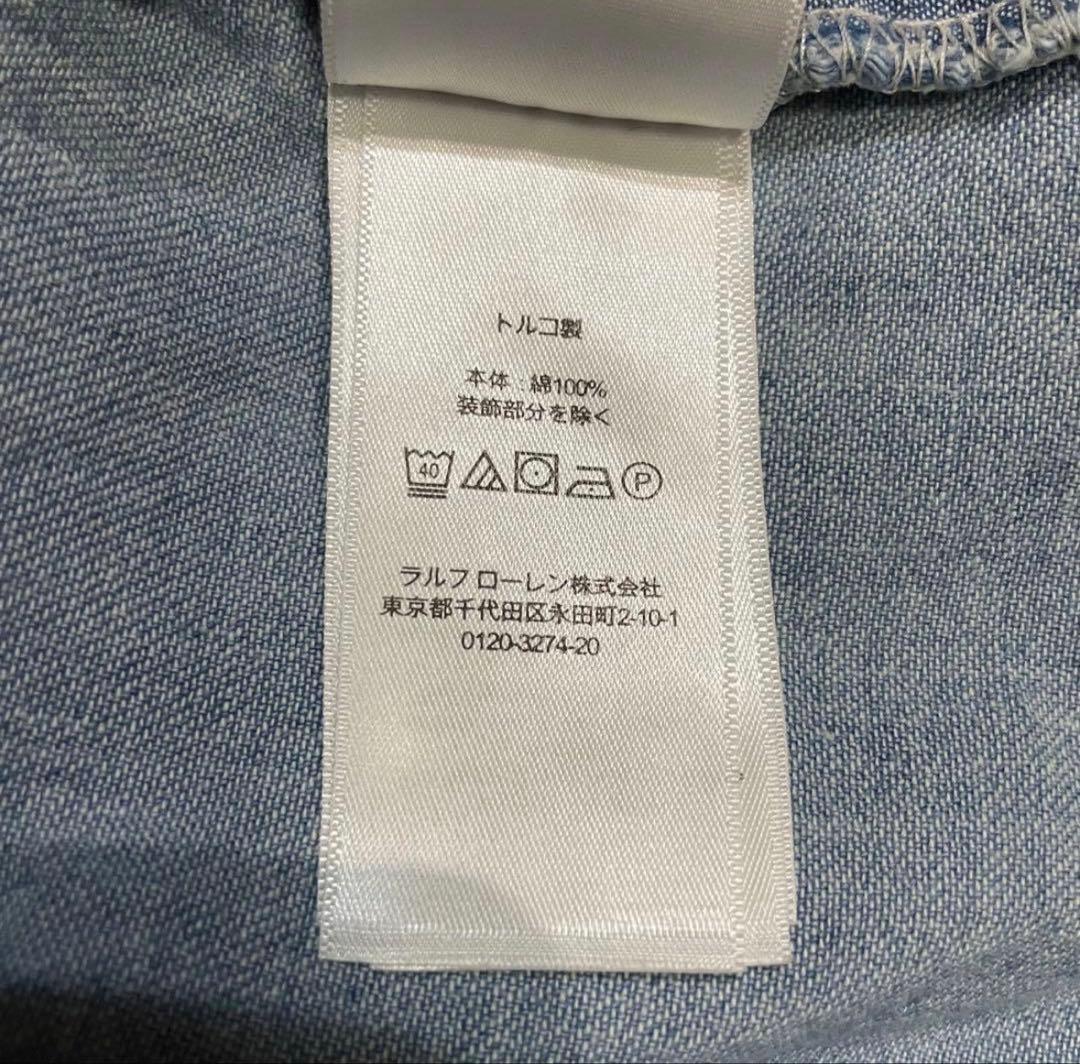 トルコ製
本体：綿100%
装飾部分を除く
40 P
ラルフ ローレン株式会社
東京都千代田区永田町2-10-1
0120-3274-20